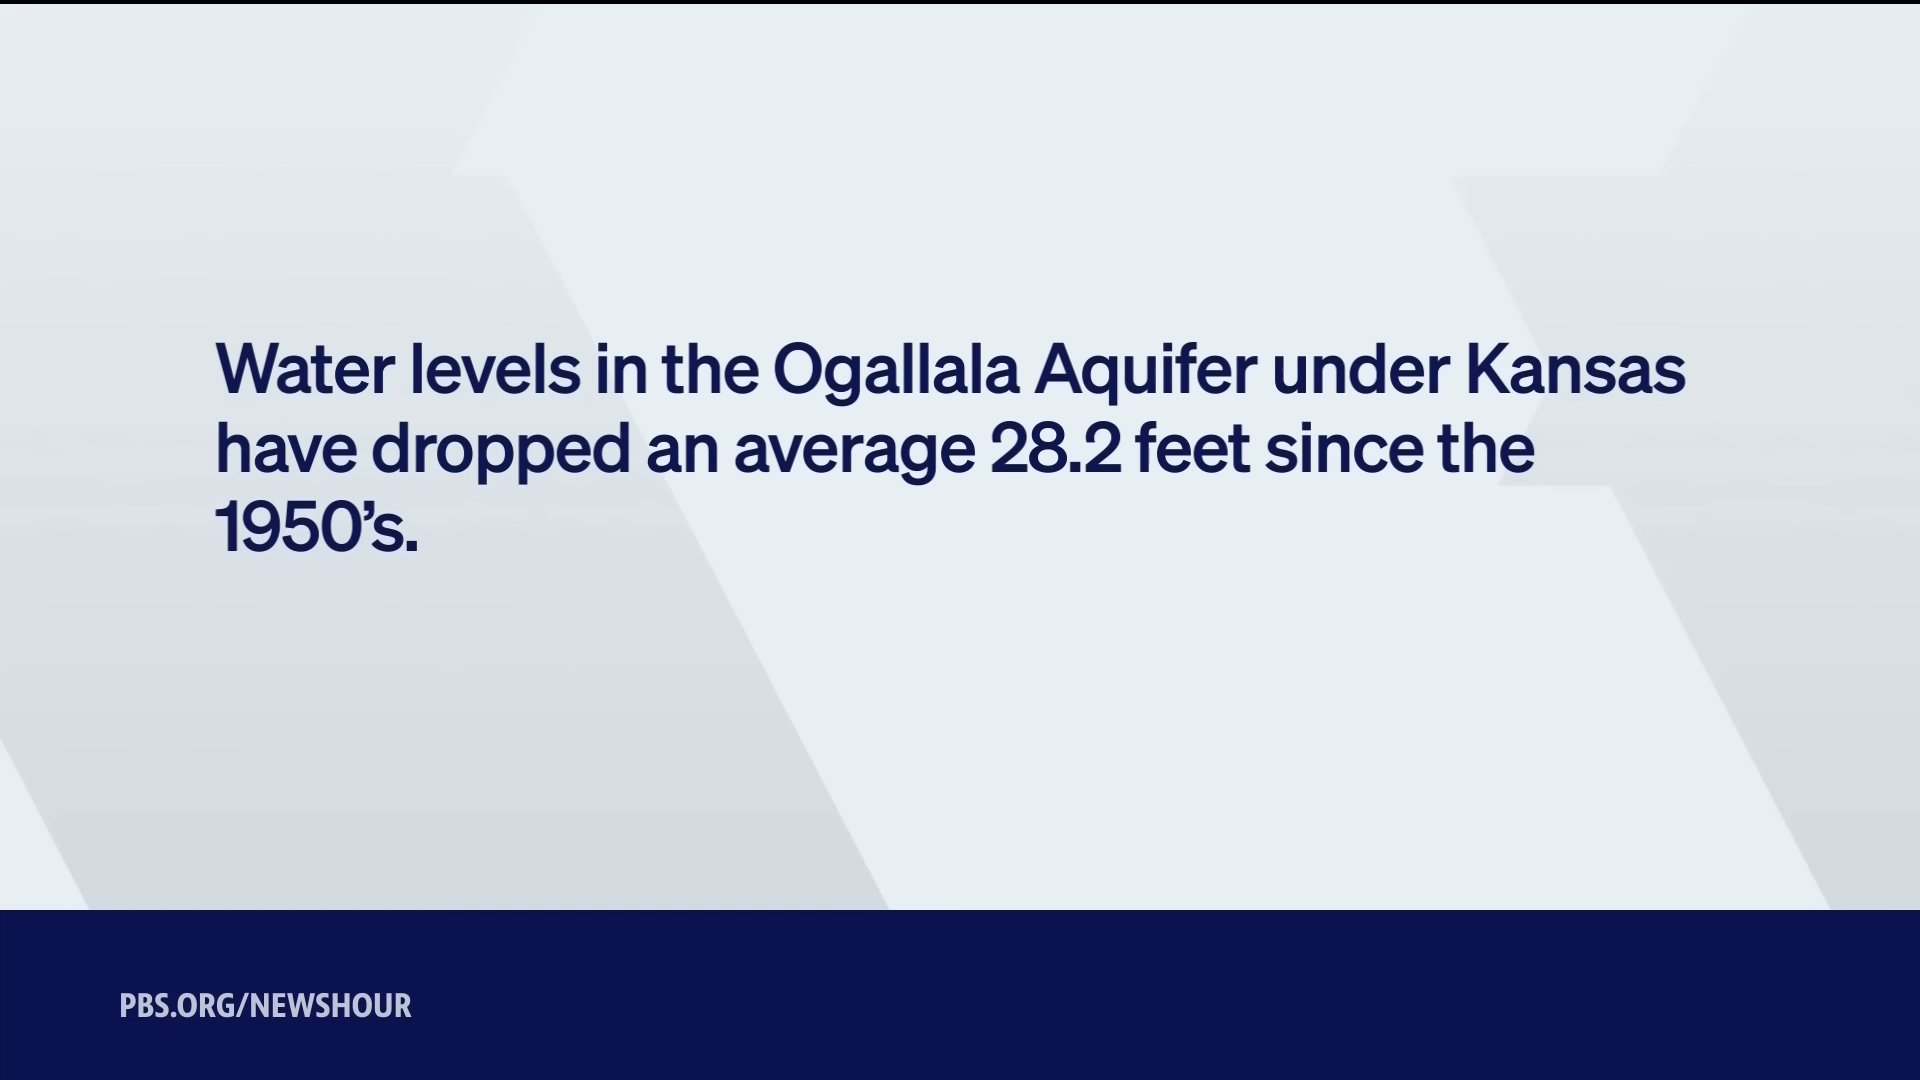 Water levels in the Ogallala Aquifer under Kansas
have dropped an average 28.2 feet since the
1950’s.
PBS.ORG/NEWSHOUR